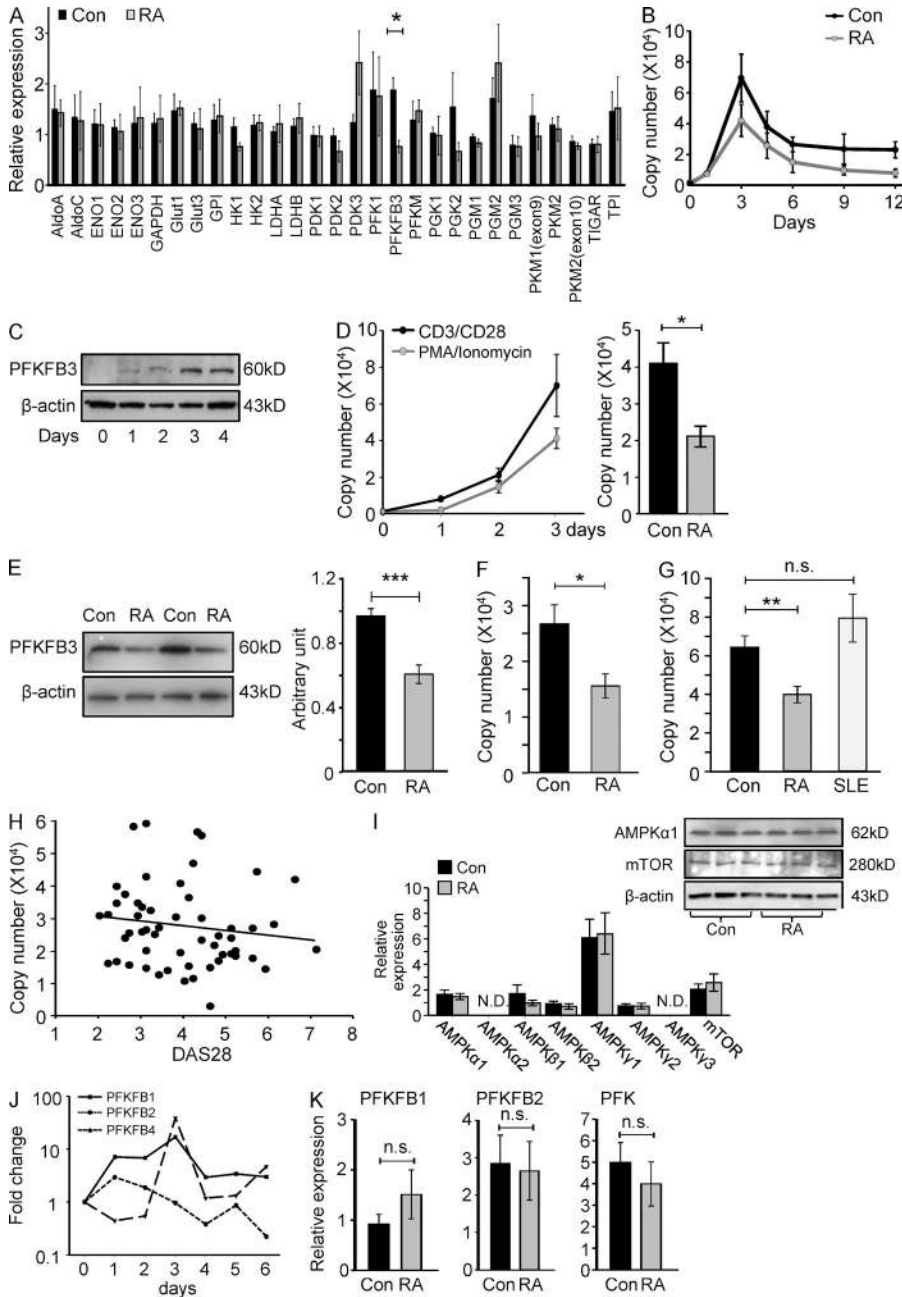 A
Con RA
*
Relative expression
3
2
1
0
AldoA
AldoC
ENO1
ENO2
ENO3
GAPDH
Glut1
Glut3
GPI
HK1
HK2
LDHA
LDHB
PDK1
PDK2
PDK3
PFK1
PFKFB3
PFKM
PGK1
PGK2
PGM1
PGM2
PGM3
PKM1(exon9)
PKM2
PKM2(exon10)
TIGAR
TPI
B
Con
RA
Copy number (X10⁴)
10
8
6
4
2
0
0 3 6 9 12
Days
C
PFKFB3 60kD
β-actin 43kD
Days 0 1 2 3 4
D
CD3/CD28
PMA/Ionomycin
Copy number (X10⁴)
10
8
6
4
2
0
0 1 2 3 days
*
Copy number (X10⁴)
5
4
3
2
1
0
Con RA
E
Con RA Con RA
PFKFB3 60kD
β-actin 43kD
***
Arbitrary unit
1.2
0.9
0.6
0.3
0
Con RA
F
*
Copy number (X10⁴)
3
2
1
0
Con RA
G
n.s.
**
Copy number (X10⁴)
10
8
6
4
2
0
Con RA SLE
H
Copy number (X10⁴)
6
5
4
3
2
1
0
1 2 3 4 5 6 7 8
DAS28
I
AMPKα1 62kD
mTOR 280kD
β-actin 43kD
Con RA
Con
RA
Relative expression
10
8
6
4
2
0
N.D. N.D.
AMPKα1
AMPKα2
AMPKβ1
AMPKβ2
AMPKγ1
AMPKγ2
AMPKγ3
mTOR
J
PFKFB1
PFKFB2
PFKFB4
Fold change
100
10
1
0.1
0 1 2 3 4 5 6
days
K
PFKFB1 PFKFB2 PFK
Relative expression
n.s.
3
2
1
0
Con RA
n.s.
4
3
2
1
0
Con RA
n.s.
7
6
5
4
3
2
1
0
Con RA